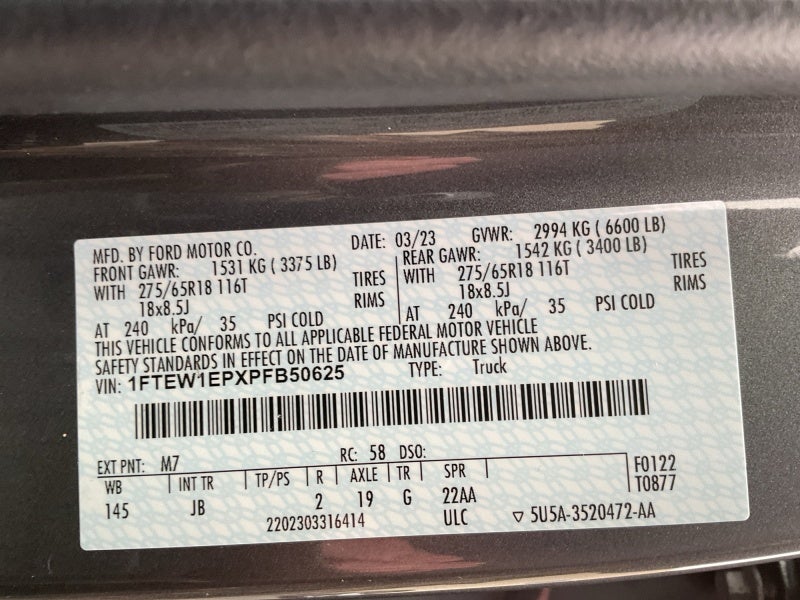 MFD. BY FORD MOTOR CO. DATE: 03/23 GVWR: 2994 KG ( 6600 LB)
FRONT GAWR: 1531 KG ( 3375 LB) REAR GAWR: 1542 KG ( 3400 LB)
WITH 275/65R18 116T TIRES WITH 275/65R18 116T TIRES
18x8.5J RIMS 18x8.5J RIMS
AT 240 kPa/ 35 PSI COLD AT 240 kPa/ 35 PSI COLD
THIS VEHICLE CONFORMS TO ALL APPLICABLE FEDERAL MOTOR VEHICLE
SAFETY STANDARDS IN EFFECT ON THE DATE OF MANUFACTURE SHOWN ABOVE.
VIN: 1FTEW1EPXPFB50625 TYPE: Truck
EXT PNT: M7 RC: 58 DSO:
WB INT TR TP/PS R AXLE TR SPR F0122
145 JB 2 19 G 22AA T0877
2202303316414 ULC ▽ 5U5A-3520472-AA